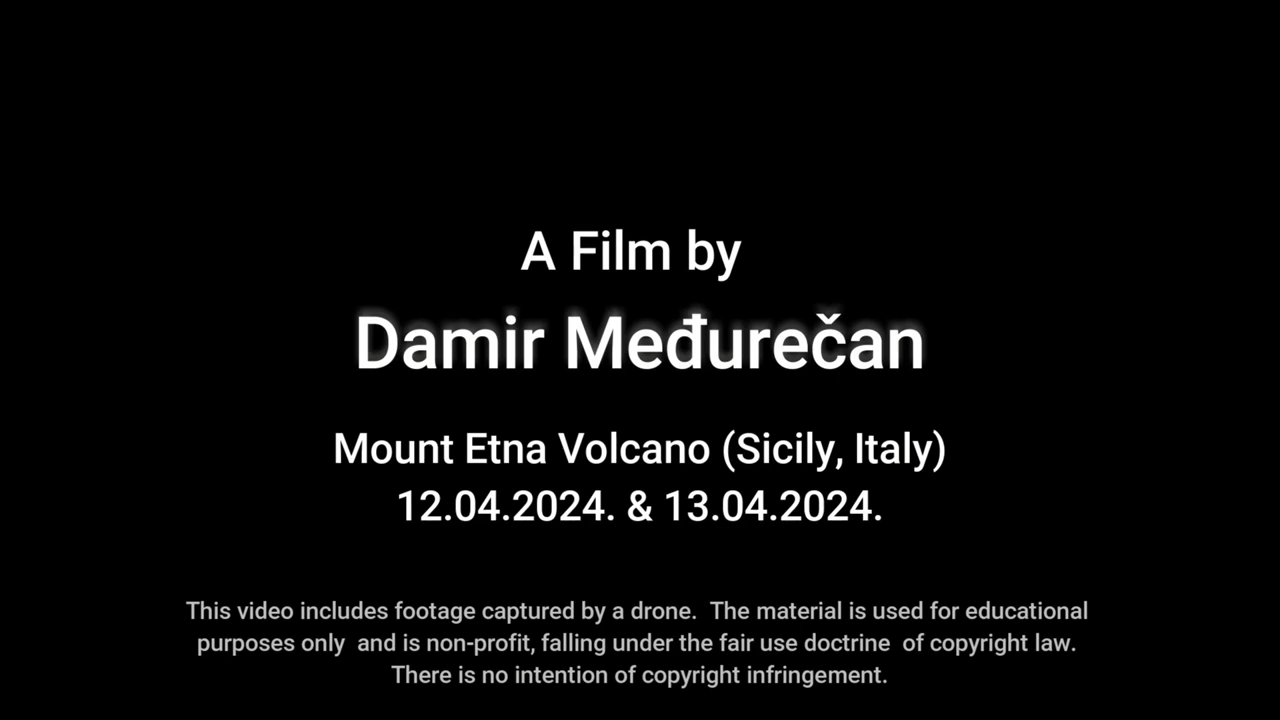 A Film by
Damir Međurečan
Mount Etna Volcano (Sicily, Italy)
12.04.2024. & 13.04.2024.
This video includes footage captured by a drone.  The material is used for educational
purposes only  and is non-profit, falling under the fair use doctrine  of copyright law.
There is no intention of copyright infringement.